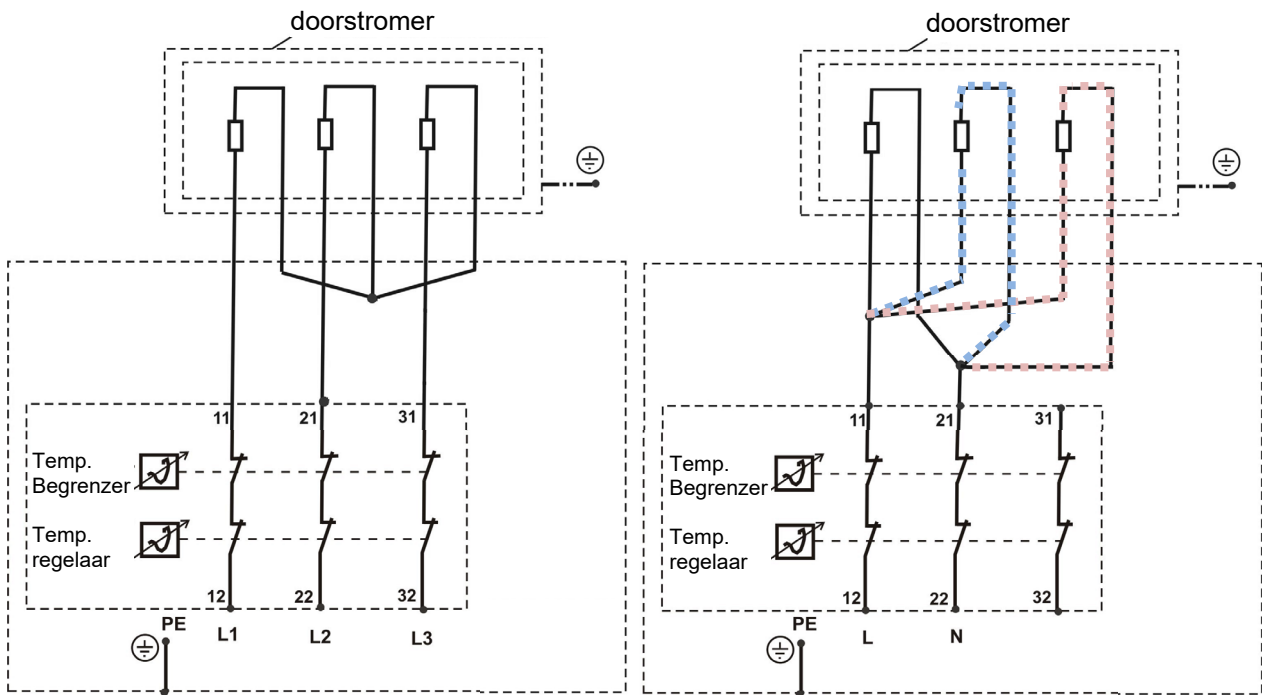 doorstromer
11
21
31
Temp.
Begrenzer
Temp.
regelaar
12
22
32
PE
L1
L2
L3
doorstromer
11
21
31
Temp.
Begrenzer
Temp.
regelaar
12
22
32
PE
L
N